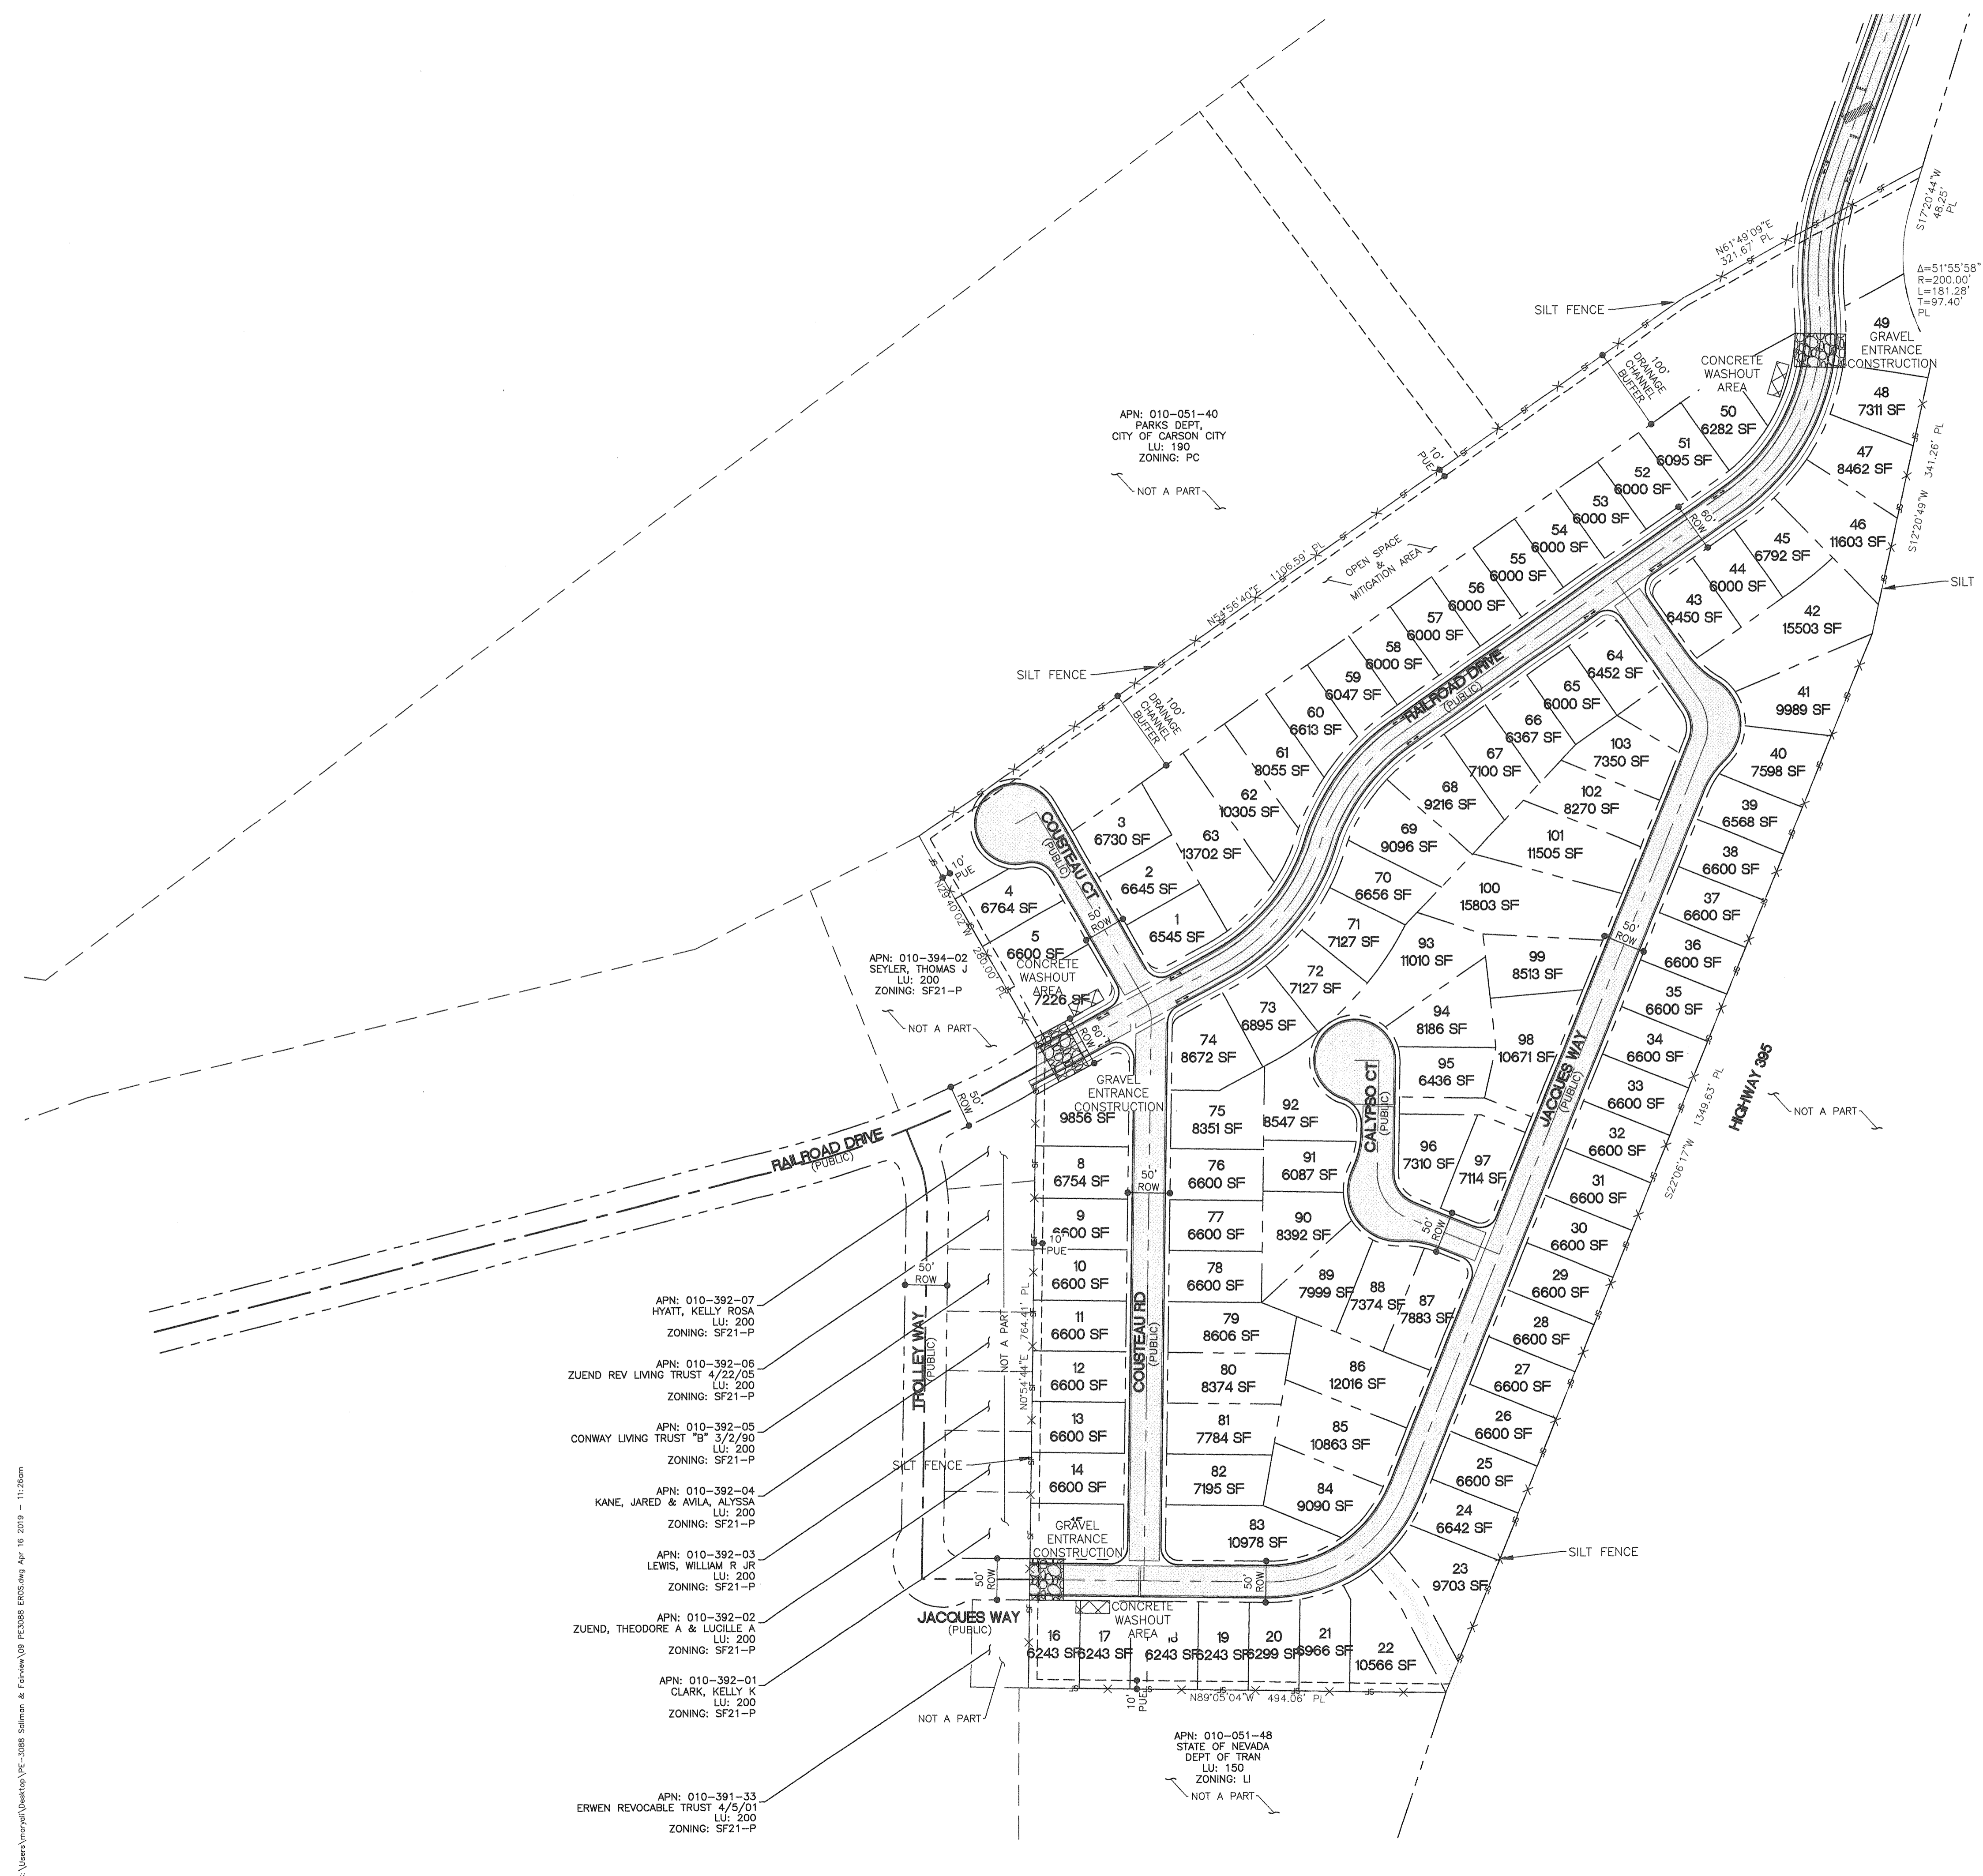 S17°20'44"W
48.25'
PL
N61°49'09"E
321.67' PL
Δ=51°55'58"
R=200.00'
L=181.28'
T=97.40'
PL
SILT FENCE
49
GRAVEL
ENTRANCE
CONSTRUCTION
CONCRETE
WASHOUT
AREA
100'
DRAINAGE
CHANNEL
BUFFER
48
7311 SF
50
6282 SF
APN: 010-051-40
PARKS DEPT,
CITY OF CARSON CITY
LU: 190
ZONING: PC
NOT A PART
51
6095 SF
47
8462 SF
S12°20'49"W 341.26' PL
10'
PUE
52
6000 SF
53
6000 SF
60'
ROW
46
11603 SF
54
6000 SF
45
6792 SF
OPEN SPACE
&
MITIGATION AREA
55
6000 SF
44
6000 SF
N54°56'40"E 1106.59' PL
56
6000 SF
43
6450 SF
SILT
57
6000 SF
42
15503 SF
58
6000 SF
64
6452 SF
SILT FENCE
59
6047 SF
RAILROAD DRIVE
(PUBLIC)
65
6000 SF
41
9989 SF
100'
DRAINAGE
CHANNEL
BUFFER
60
6613 SF
66
6367 SF
103
7350 SF
61
8055 SF
67
7100 SF
40
7598 SF
62
10305 SF
68
9216 SF
102
8270 SF
39
6568 SF
3
6730 SF
63
13702 SF
69
9096 SF
101
11505 SF
38
6600 SF
COUSTEAU CT
(PUBLIC)
10'
PUE
2
6645 SF
70
6656 SF
100
15803 SF
37
6600 SF
4
6764 SF
N29°40'02"W 280.00' PL
50'
ROW
1
6545 SF
71
7127 SF
93
11010 SF
50'
ROW
36
6600 SF
5
6600 SF
99
8513 SF
CONCRETE
WASHOUT
AREA
7226 SF
APN: 010-394-02
SEYLER, THOMAS J
LU: 200
ZONING: SF21-P
NOT A PART
72
7127 SF
35
6600 SF
73
6895 SF
94
8186 SF
60'
ROW
74
8672 SF
98
10671 SF
34
6600 SF
95
6436 SF
JACQUES WAY
(PUBLIC)
HIGHWAY 395
NOT A PART
GRAVEL
ENTRANCE
CONSTRUCTION
9856 SF
50'
ROW
75
8351 SF
92
8547 SF
CALYPSO CT
(PUBLIC)
33
6600 SF
S22°06'17"W 1349.63' PL
RAILROAD DRIVE
(PUBLIC)
96
7310 SF
97
7114 SF
32
6600 SF
8
6754 SF
50'
ROW
76
6600 SF
91
6087 SF
31
6600 SF
9
6600 SF
10'
PUE
77
6600 SF
90
8392 SF
50'
ROW
30
6600 SF
50'
ROW
10
6600 SF
78
6600 SF
89
7999 SF
88
7374 SF
87
7883 SF
29
6600 SF
APN: 010-392-07
HYATT, KELLY ROSA
LU: 200
ZONING: SF21-P
TROLLEY WAY
(PUBLIC)
NOT A PART
N0°54'44"E 764.41' PL
11
6600 SF
COUSTEAU RD
(PUBLIC)
79
8606 SF
28
6600 SF
APN: 010-392-06
ZUEND REV LIVING TRUST 4/22/05
LU: 200
ZONING: SF21-P
12
6600 SF
80
8374 SF
86
12016 SF
27
6600 SF
APN: 010-392-05
CONWAY LIVING TRUST "B" 3/2/90
LU: 200
ZONING: SF21-P
13
6600 SF
81
7784 SF
85
10863 SF
26
6600 SF
SILT FENCE
14
6600 SF
82
7195 SF
84
9090 SF
25
6600 SF
APN: 010-392-04
KANE, JARED & AVILA, ALYSSA
LU: 200
ZONING: SF21-P
GRAVEL
ENTRANCE
CONSTRUCTION
83
10978 SF
24
6642 SF
SILT FENCE
APN: 010-392-03
LEWIS, WILLIAM R JR
LU: 200
ZONING: SF21-P
50'
ROW
50'
ROW
23
9703 SF
JACQUES WAY
(PUBLIC)
CONCRETE
WASHOUT
AREA
APN: 010-392-02
ZUEND, THEODORE A & LUCILLE A
LU: 200
ZONING: SF21-P
16
6243 SF
17
6243 SF
18
6243 SF
19
6243 SF
20
6299 SF
21
6966 SF
22
10566 SF
10'
PUE
N89°05'04"W 494.06' PL
APN: 010-392-01
CLARK, KELLY K
LU: 200
ZONING: SF21-P
NOT A PART
APN: 010-051-48
STATE OF NEVADA
DEPT OF TRAN
LU: 150
ZONING: LI
NOT A PART
APN: 010-391-33
ERWEN REVOCABLE TRUST 4/5/01
LU: 200
ZONING: SF21-P
:\Users\maryali\Desktop\PE-3088 Saliman & Fairview\09 PE3088 EROS.dwg Apr 16 2019 - 11:26am